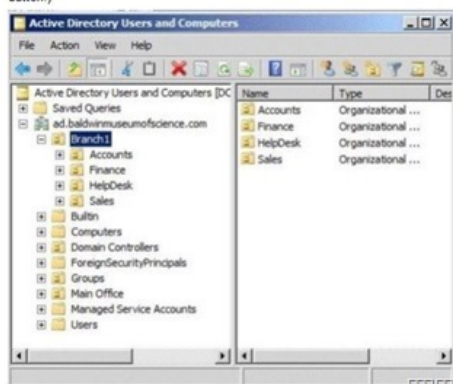 Active Directory Users and Computers
File Action View Help
Active Directory Users and Computers [DC
Saved Queries
ad.baldwinmuseumofscience.com
Branch1
Accounts
Finance
HelpDesk
Sales
Builtin
Computers
Domain Controllers
ForeignSecurityPrincipals
Groups
Main Office
Managed Service Accounts
Users
Name Type Des
Accounts Organizational ...
Finance Organizational ...
HelpDesk Organizational ...
Sales Organizational ...